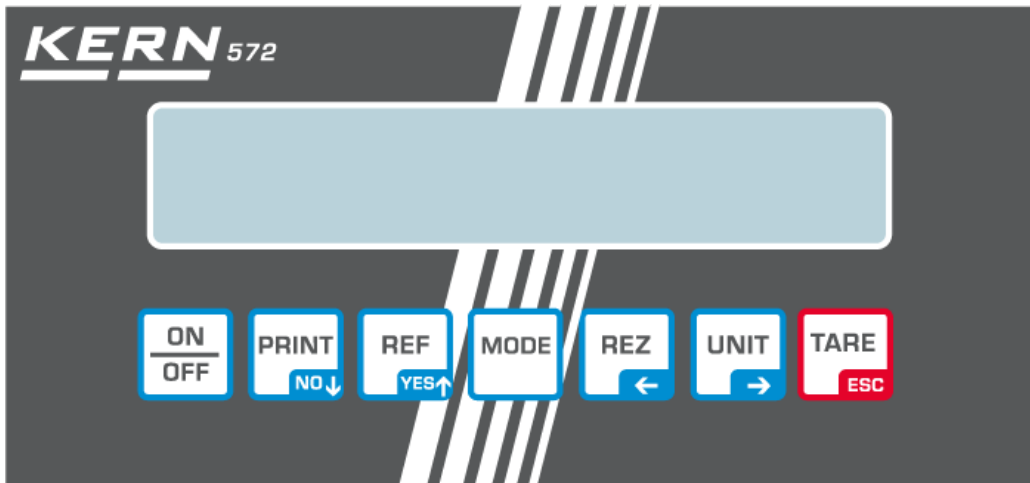 KERN 572
ON
OFF
PRINT
NO↓
REF
YES↑
MODE
REZ
←
UNIT
→
TARE
ESC